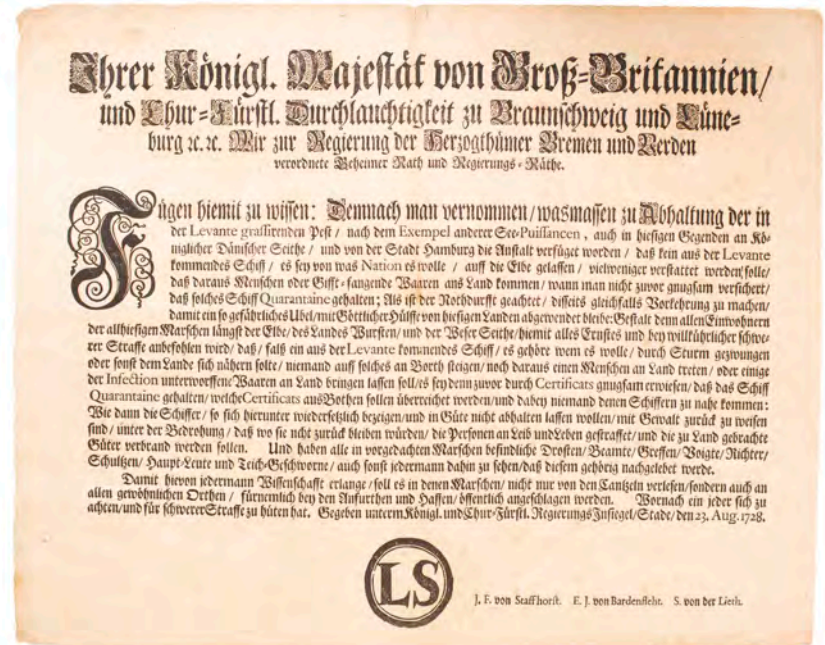 Ihrer Königl. Majestät von Groß-Britannien/
und Chur-Fürstl. Durchlauchtigkeit zu Braunschweig und Lüne-
burg ꝛc. ꝛc. Wir zur Regierung der Herzogthümer Bremen und Verden
verordnete Geheimer Rath und Regierungs-Räthe.
Fügen hiemit zu wissen: Demnach man vernommen/ wasmassen zu Abhaltung der in
der Levante grassirenden Pest / nach dem Exempel anderer See-Puissancen, auch in hiesigen Gegenden an Kö-
niglicher Dänischer Seithe / und von der Stadt Hamburg die Anstalt verfüget worden / daß kein aus der Levante
kommendes Schiff / es sey von was Nation es wolle / auff die Elbe gelassen / vielweniger verstattet werden solle/
daß daraus Menschen oder Gifft-fangende Waaren ans Land kommen/ wann man nicht zuvor gnugsam versichert/
daß solches Schiff Quarantaine gehalten; Als ist der Nothdurfft geachtet / disseits gleichfalls Vorkehrung zu machen/
damit ein so gefährliches Ubel/ mit Göttlicher Hülffe von hiesigen Landen abgewendet bleibe: Gestalt denn allen Einwohnern
der allhiesigen Marschen längst der Elbe/ des Landes Wursten/ und der Weser Seithe/ hiemit alles Ernstes und bey willkührlicher schwe-
rer Straffe anbefohlen wird/ daß/ falß ein aus der Levante kommendes Schiff/ es gehöre wem es wolle/ durch Sturm gezwungen
oder sonst dem Lande sich nähern solte/ niemand auff solches an Borth steigen/ noch daraus einen Menschen an Land treten/ oder einige
der Infection unterworffene Waaren an Land bringen lassen soll/ es sey denn zuvor durch Certificats gnugsam erwiesen/ daß das Schiff
Quarantaine gehalten/ welche Certificats aus Bothen sollen überreichet werden/ und dabey niemand denen Schiffern zu nahe kommen:
Wie dann die Schiffer/ so sich hierunter wiedersetzlich bezeigen/ und in Güte nicht abhalten lassen wollen/ mit Gewalt zurück zu weisen
sind/ unter der Bedrohung/ daß wo sie nicht zurück bleiben würden/ die Personen an Leib und Leben gestraffet/ und die zu Land gebrachte
Güter verbrand werden sollen. Und haben alle in vorgedachten Marschen befindliche Drosten/ Beamte/ Greffen/ Voigte/ Richter/
Schultzen/ Haupt-Leute und Teich-Geschworne/ auch sonst jedermann dahin zu sehen/ daß diesem gehörig nachgelebet werde.
Damit hievon jedermann Wissenschafft erlange/ soll es in denen Marschen/ nicht nur von den Cantzeln verlesen/ sondern auch an
allen gewöhnlichen Orthen/ fürnemlich bey den Anfurthen und Haffen/ öffentlich angeschlagen werden. Wornach ein jeder sich zu
achten/ und für schwerer Straffe zu hüten hat. Gegeben unterm Königl. und Chur-Fürstl. Regierungs Insiegel/ Stade/ den 23. Aug. 1728.
LS
J. F. von Staffhorst. E. J. von Bardenfleht. S. von der Lieth.